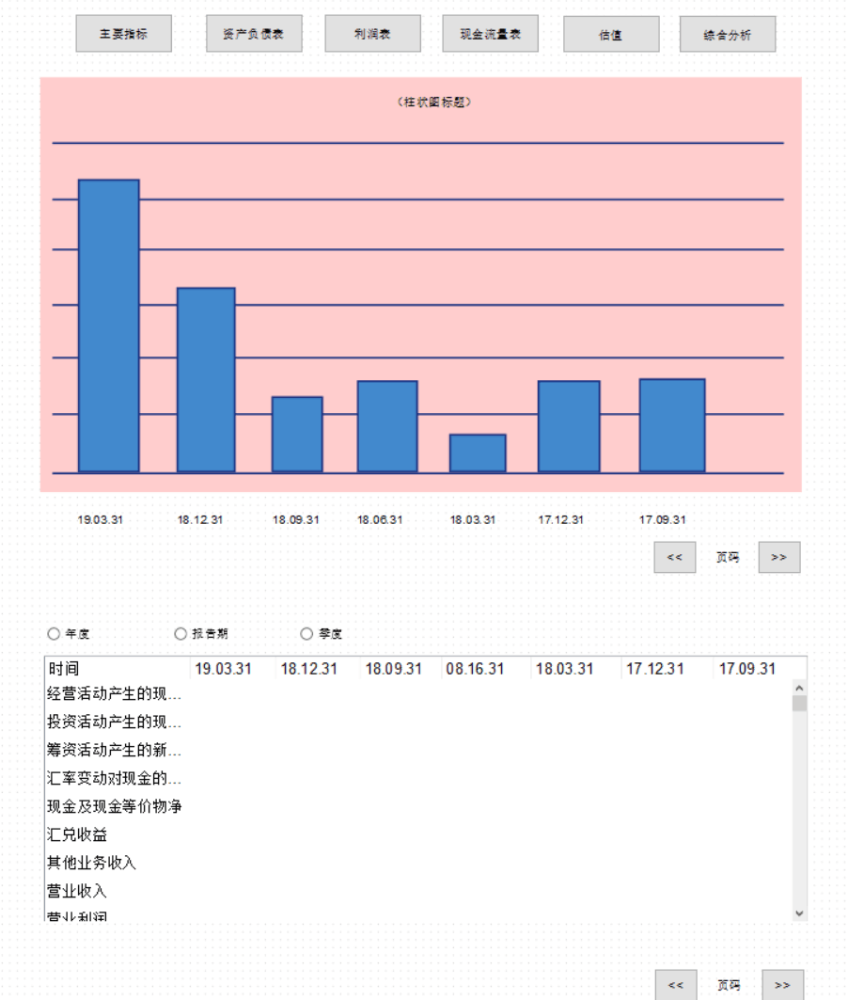 主要指标 资产负债表 利润表 现金流量表 估值 综合分析
（柱状图标题）
19.03.31 18.12.31 18.09.31 18.06.31 18.03.31 17.12.31 17.09.31
<< 页码 >>
年度 报告期 季度
时间 19.03.31 18.12.31 18.09.31 08.16.31 18.03.31 17.12.31 17.09.31
经营活动产生的现...
投资活动产生的现...
筹资活动产生的新...
汇率变动对现金的...
现金及现金等价物净
汇兑收益
其他业务收入
营业收入
营业利润
<< 页码 >>